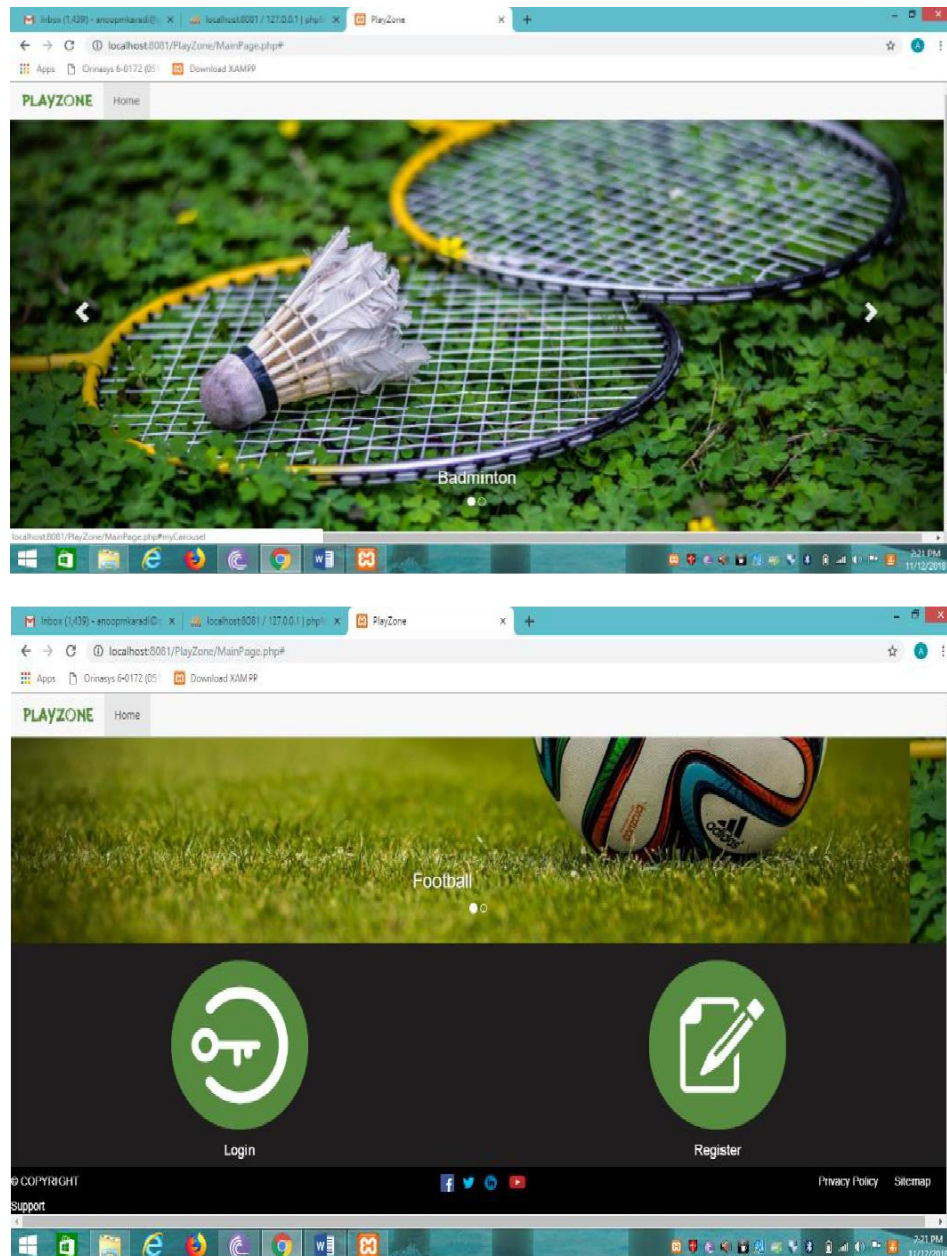 Inbox (1,439) - anoopmkaradi@ localhost:8081 / 127.0.0.1 | php PlayZone
localhost:8081/PlayZone/MainPage.php#
Apps Orinasys 6-0172 (05 Download XAMPP
PLAYZONE Home
Badminton
localhost:8081/PlayZone/MainPage.php#myCarousel
2:21 PM
11/12/2018
Inbox (1,439) - anoopmkaradi@ localhost:8081 / 127.0.0.1 | php PlayZone
localhost:8081/PlayZone/MainPage.php#
Apps Orinasys 6-0172 (05 Download XAMPP
PLAYZONE Home
adidas
Football
Login Register
© COPYRIGHT Privacy Policy Sitemap
Support
2:21 PM